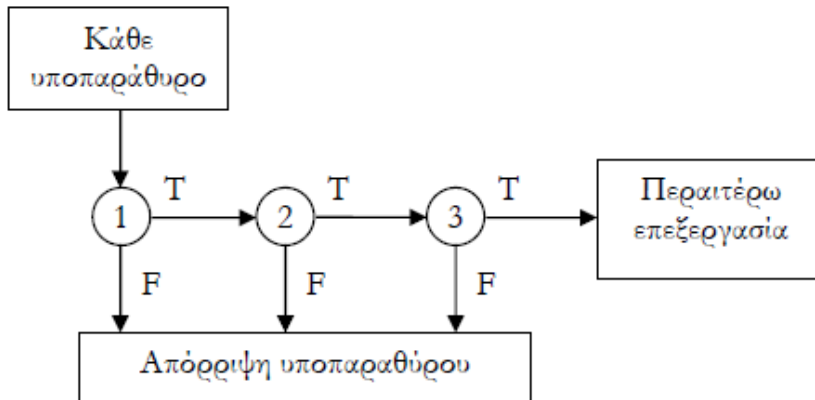 Κάθε
υποπαράθυρο
1
T
2
T
3
T
Περαιτέρω
επεξεργασία
F
F
F
Απόρριψη υποπαραθύρου